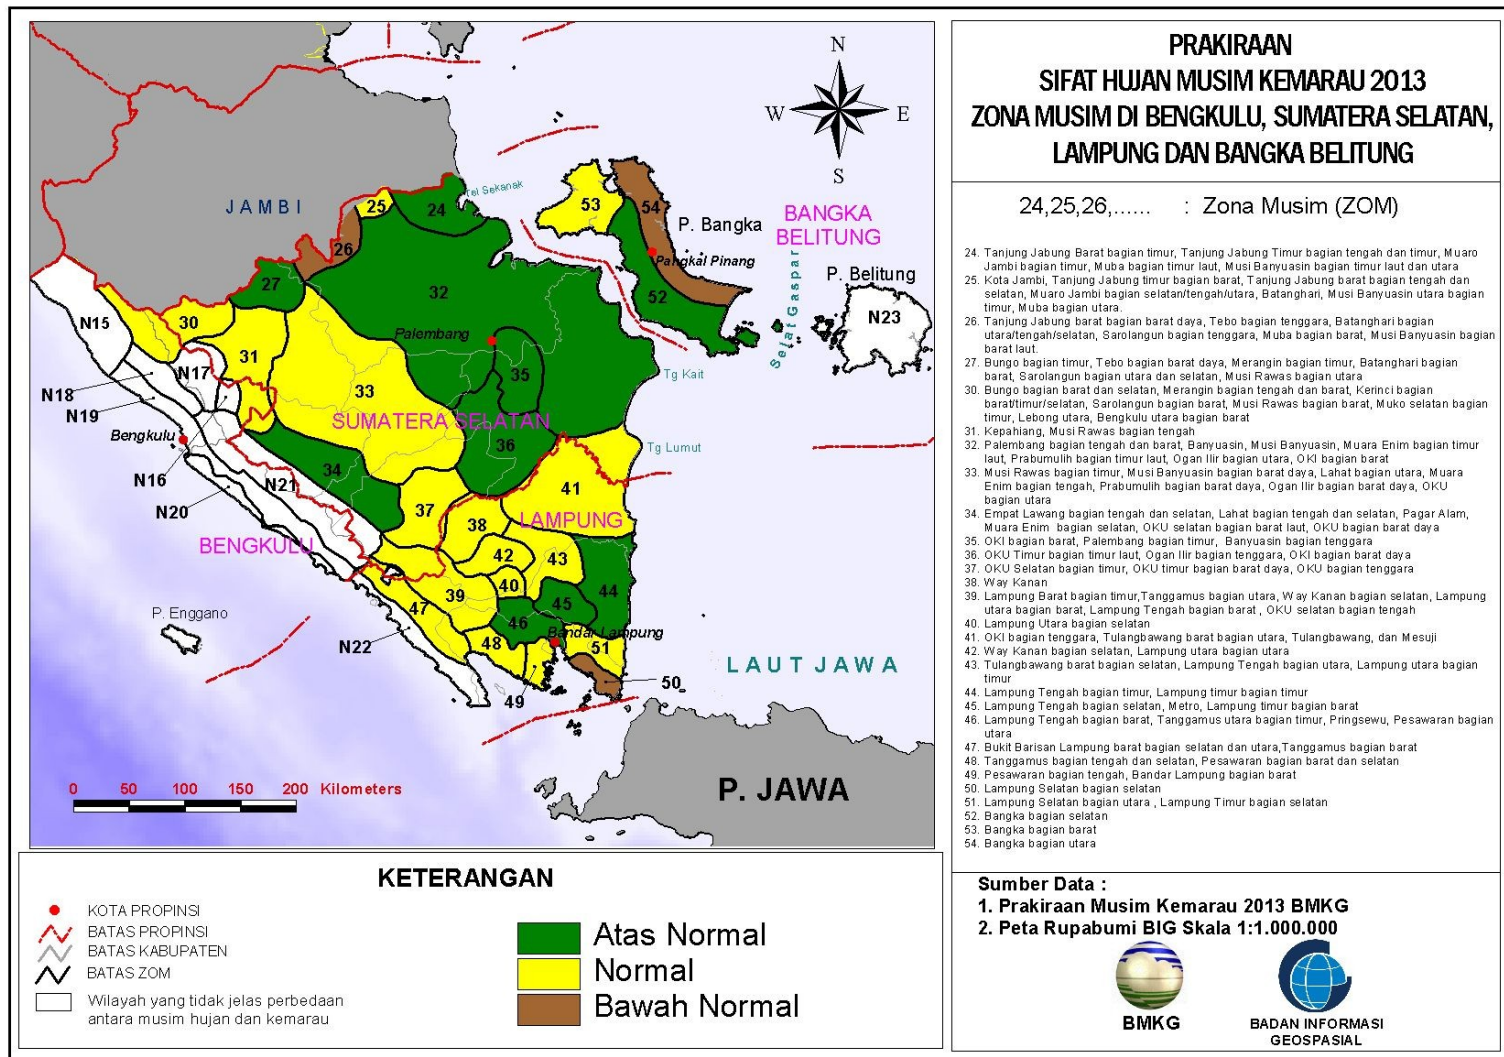 PRAKIRAAN
SIFAT HUJAN MUSIM KEMARAU 2013
ZONA MUSIM DI BENGKULU, SUMATERA SELATAN,
LAMPUNG DAN BANGKA BELITUNG
24,25,26,...... : Zona Musim (ZOM)
24. Tanjung Jabung Barat bagian timur, Tanjung Jabung Timur bagian tengah dan timur, Muaro
Jambi bagian timur, Muba bagian timur laut, Musi Banyuasin bagian timur laut dan utara
25. Kota Jambi, Tanjung Jabung timur bagian barat, Tanjung Jabung barat bagian tengah dan
selatan, Muaro Jambi bagian selatan/tengah/utara, Batanghari, Musi Banyuasin utara bagian
timur, Muba bagian utara.
26. Tanjung Jabung barat bagian barat daya, Tebo bagian tenggara, Batanghari bagian
utara/tengah/selatan, Sarolangun bagian tenggara, Muba bagian barat, Musi Banyuasin bagian
barat laut.
27. Bungo bagian timur, Tebo bagian barat daya, Merangin bagian timur, Batanghari bagian
barat, Sarolangun bagian utara dan selatan, Musi Rawas bagian utara
30. Bungo bagian barat dan selatan, Merangin bagian tengah dan barat, Kerinci bagian
barat/timur/selatan, Sarolangun bagian barat, Musi Rawas bagian barat, Muko selatan bagian
timur, Lebong utara, Bengkulu utara bagian barat
31. Kepahiang, Musi Rawas bagian tengah
32. Palembang bagian tengah dan barat, Banyuasin, Musi Banyuasin, Muara Enim bagian timur
laut, Prabumulih bagian timur laut, Ogan Ilir bagian utara, OKI bagian barat
33. Musi Rawas bagian timur, Musi Banyuasin bagian barat daya, Lahat bagian utara, Muara
Enim bagian tengah, Prabumulih bagian barat daya, Ogan Ilir bagian barat daya, OKU
bagian utara
34. Empat Lawang bagian tengah dan selatan, Lahat bagian tengah dan selatan, Pagar Alam,
Muara Enim bagian selatan, OKU selatan bagian barat laut, OKU bagian barat daya
35. OKI bagian barat, Palembang bagian timur, Banyuasin bagian tenggara
36. OKU Timur bagian timur laut, Ogan Ilir bagian tenggara, OKI bagian barat daya
37. OKU Selatan bagian timur, OKU timur bagian barat daya, OKU bagian tenggara
38. Way Kanan
39. Lampung Barat bagian timur,Tanggamus bagian utara, Way Kanan bagian selatan, Lampung
utara bagian barat, Lampung Tengah bagian barat , OKU selatan bagian tengah
40. Lampung Utara bagian selatan
41. OKI bagian tenggara, Tulangbawang barat bagian utara, Tulangbawang, dan Mesuji
42. Way Kanan bagian selatan, Lampung utara bagian utara
43. Tulangbawang barat bagian selatan, Lampung Tengah bagian utara, Lampung utara bagian
timur
44. Lampung Tengah bagian timur, Lampung timur bagian timur
45. Lampung Tengah bagian selatan, Metro, Lampung timur bagian barat
46. Lampung Tengah bagian barat, Tanggamus utara bagian timur, Pringsewu, Pesawaran bagian
utara
47. Bukit Barisan Lampung barat bagian selatan dan utara,Tanggamus bagian barat
48. Tanggamus bagian tengah dan selatan, Pesawaran bagian barat dan selatan
49. Pesawaran bagian tengah, Bandar Lampung bagian barat
50. Lampung Selatan bagian selatan
51. Lampung Selatan bagian utara , Lampung Timur bagian selatan
52. Bangka bagian selatan
53. Bangka bagian barat
54. Bangka bagian utara
Sumber Data :
1. Prakiraan Musim Kemarau 2013 BMKG
2. Peta Rupabumi BIG Skala 1:1.000.000
BMKG
BADAN INFORMASI
GEOSPASIAL
N
W E
S
JAMBI
25
24
Tel Sekanak
53
54
P. Bangka
BANGKA
BELITUNG
26
27
32
Pangkal Pinang
52
Selat Gaspar
P. Belitung
N23
N15
30
31
N17
Palembang
35
Tg Kait
N18
N19
33
SUMATERA SELATAN
Bengkulu
36
Tg Lumut
N16
34
N21
N20
37
41
LAMPUNG
38
BENGKULU
42
43
40
44
39
45
47
46
P. Enggano
Bandar Lampung
N22
48
51
49
50
LAUT JAWA
P. JAWA
0 50 100 150 200 Kilometers
KETERANGAN
KOTA PROPINSI
BATAS PROPINSI
BATAS KABUPATEN
BATAS ZOM
Wilayah yang tidak jelas perbedaan
antara musim hujan dan kemarau
Atas Normal
Normal
Bawah Normal